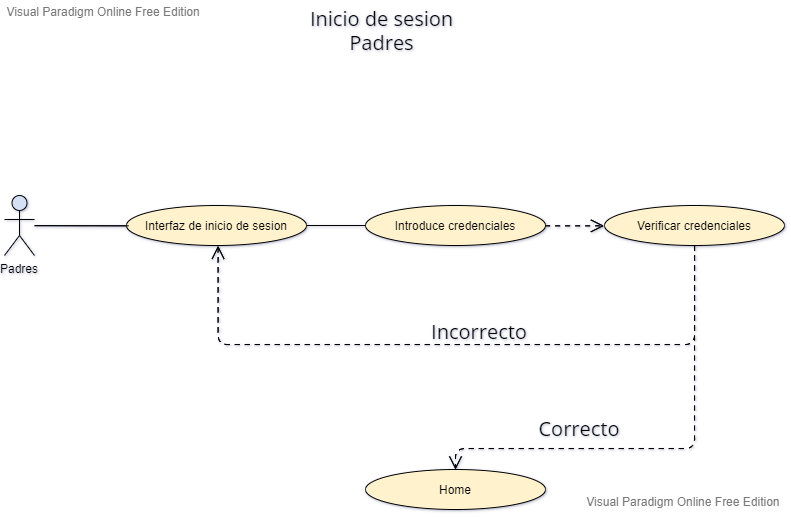 Visual Paradigm Online Free Edition
Inicio de sesion
Padres
Interfaz de inicio de sesion
Introduce credenciales
Verificar credenciales
Padres
Incorrecto
Correcto
Home
Visual Paradigm Online Free Edition